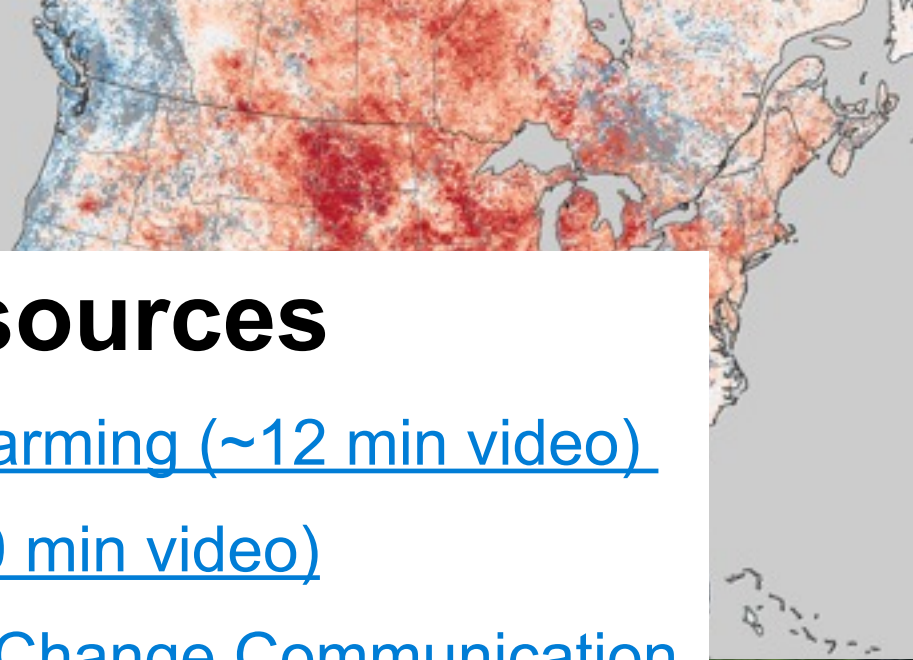 sources
arming (~12 min video)
min video)
Change Communication